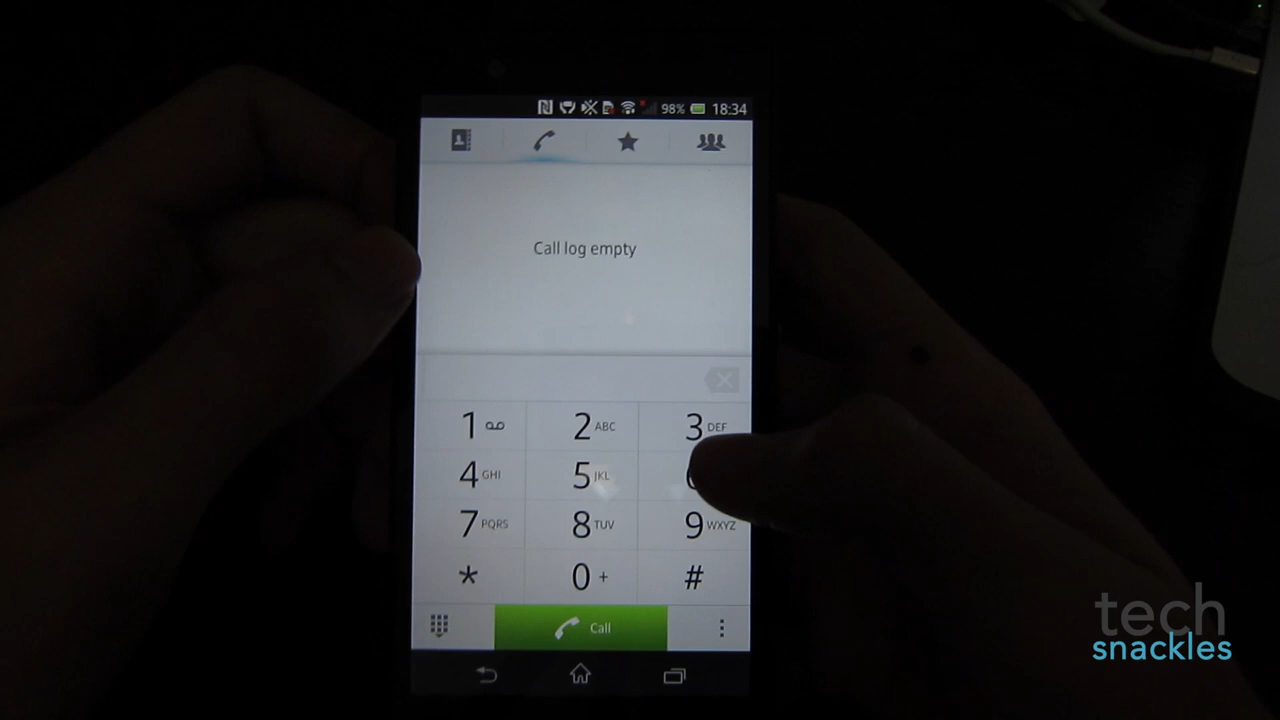 98% 18:34
Call log empty
1 2 ABC 3 DEF
4 GHI 5 JKL
7 PQRS 8 TUV 9 WXYZ
* 0 + #
Call
tech
snackles